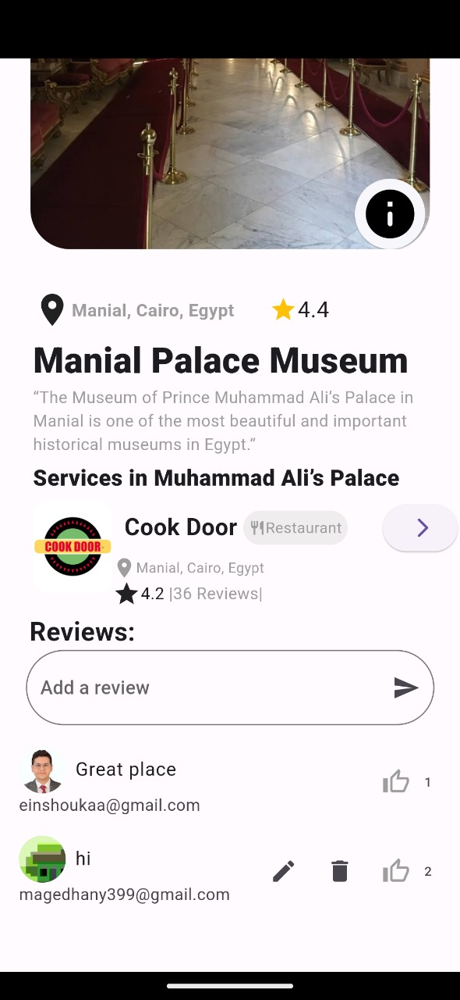 Manial, Cairo, Egypt 4.4
Manial Palace Museum
“The Museum of Prince Muhammad Ali’s Palace in
Manial is one of the most beautiful and important
historical museums in Egypt.“
Services in Muhammad Ali’s Palace
COOK DOOR
Cook Door Restaurant
Manial, Cairo, Egypt
4.2 |36 Reviews|
Reviews:
Add a review
Great place
1
einshoukaa@gmail.com
hi
2
magedhany399@gmail.com